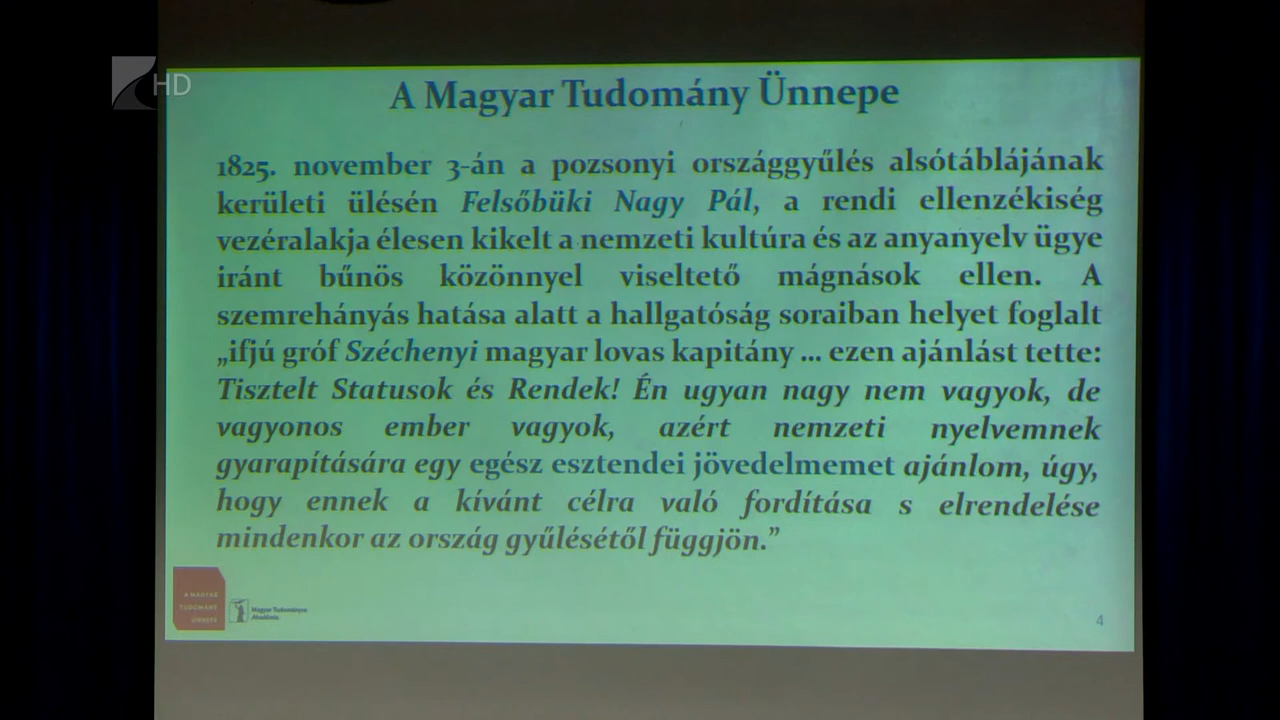 HD
A Magyar Tudomány Ünnepe
1825. november 3-án a pozsonyi országgyűlés alsótáblájának
kerületi ülésén Felsőbüki Nagy Pál, a rendi ellenzékiség
vezéralakja élesen kikelt a nemzeti kultúra és az anyanyelv ügye
iránt bűnös közönnyel viseltető mágnások ellen. A
szemrehányás hatása alatt a hallgatóság soraiban helyet foglalt
„ifjú gróf Széchenyi magyar lovas kapitány ... ezen ajánlást tette:
Tisztelt Statusok és Rendek! Én ugyan nagy nem vagyok, de
vagyonos ember vagyok, azért nemzeti nyelvemnek
gyarapítására egy egész esztendei jövedelmemet ajánlom, úgy,
hogy ennek a kívánt célra való fordítása s elrendelése
mindenkor az ország gyűlésétől függjön.”
A MAGYAR
TUDOMÁNY
ÜNNEPE
Magyar Tudományos
Akadémia
4